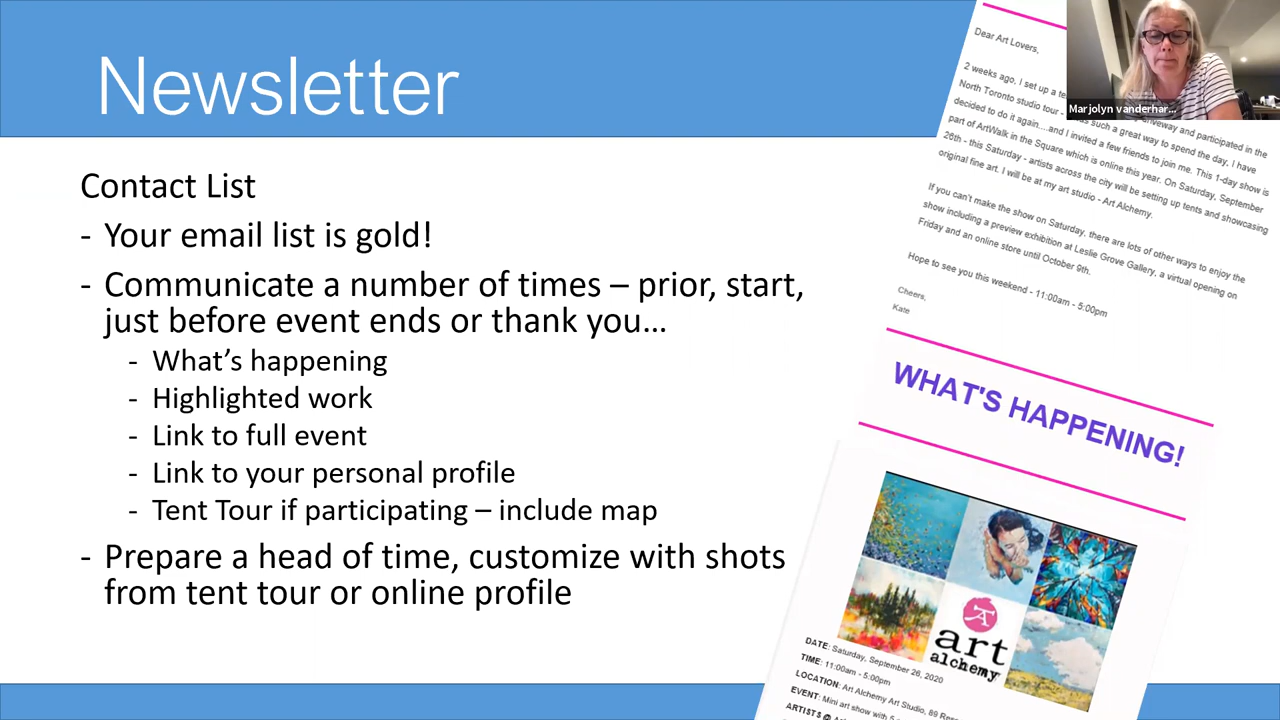 Newsletter
Contact List
- Your email list is gold!
- Communicate a number of times – prior, start,
just before event ends or thank you…
- What's happening
- Highlighted work
- Link to full event
- Link to your personal profile
- Tent Tour if participating – include map
- Prepare a head of time, customize with shots
from tent tour or online profile
Dear Art Lovers,
2 weeks ago, I set up a
driveway and participated in the
North Toronto studio tour - such a great way to spend the day, I have
decided to do it again....and I invited a few friends to join me. This 1-day show is
part of ArtWalk in the Square which is online this year. On Saturday, September
26th - this Saturday - artists across the city will be setting up tents and showcasing
original fine art. I will be at my art studio - Art Alchemy.
If you can't make the show on Saturday, there are lots of other ways to enjoy the
show including a preview exhibition at Leslie Grove Gallery, a virtual opening on
Friday and an online store until October 9th.
Hope to see you this weekend - 11:00am - 5:00pm
Cheers,
Kate
WHAT'S HAPPENING!
A
art
alchemy
DATE: Saturday, September 26, 2020
TIME: 11:00am - 5:00pm
LOCATION: Art Alchemy Art Studio, 89
EVENT: Mini art show with 5
ARTISTS @
Marjolyn vanderhar...